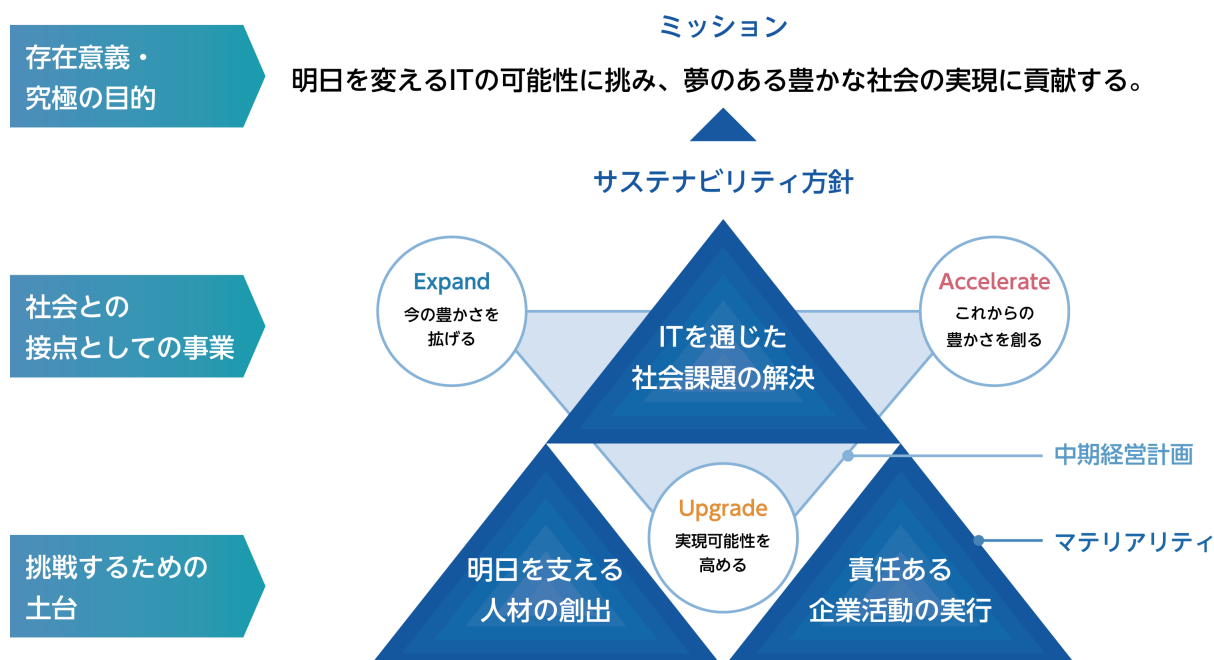 存在意義・
究極の目的
ミッション
明日を変えるITの可能性に挑み、夢のある豊かな社会の実現に貢献する。
サステナビリティ方針
社会との
接点としての事業
Expand
今の豊かさを
拡げる
Accelerate
これからの
豊かさを創る
ITを通じた
社会課題の解決
中期経営計画
Upgrade
実現可能性を
高める
マテリアリティ
挑戦するための
土台
明日を支える
人材の創出
責任ある
企業活動の実行